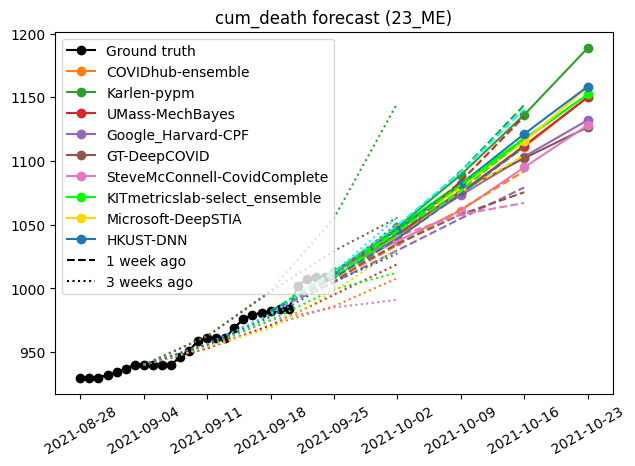 cum_death forecast (23_ME)
1200
1150
1100
1050
1000
950
Ground truth
COVIDhub-ensemble
Karlen-pypm
UMass-MechBayes
Google_Harvard-CPF
GT-DeepCOVID
SteveMcConnell-CovidComplete
KITmetricslab-select_ensemble
Microsoft-DeepSTIA
HKUST-DNN
1 week ago
3 weeks ago
2021-08-28
2021-09-04
2021-09-11
2021-09-18
2021-09-25
2021-10-02
2021-10-09
2021-10-16
2021-10-23